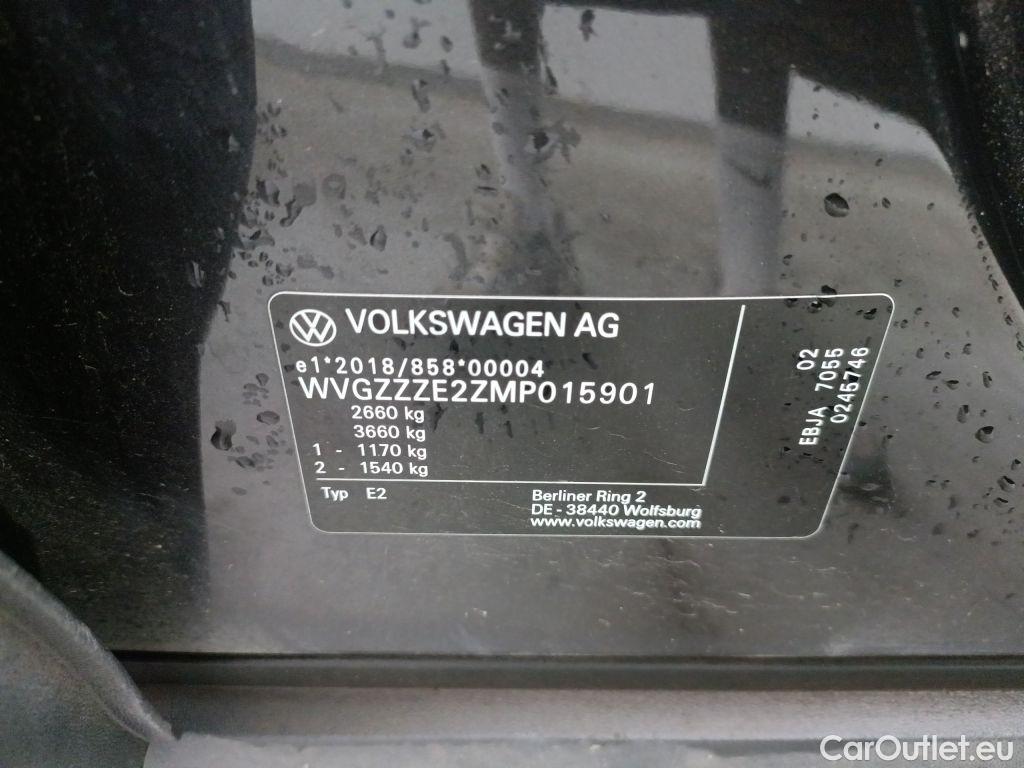 VOLKSWAGEN AG
e1*2018/858*00004
WVGZZZE2ZMP015901
2660 kg
3660 kg
1 - 1170 kg
2 - 1540 kg
Typ E2
Berliner Ring 2
DE - 38440 Wolfsburg
www.volkswagen.com
02
EBJA 7055
0245746
CarOutlet.eu